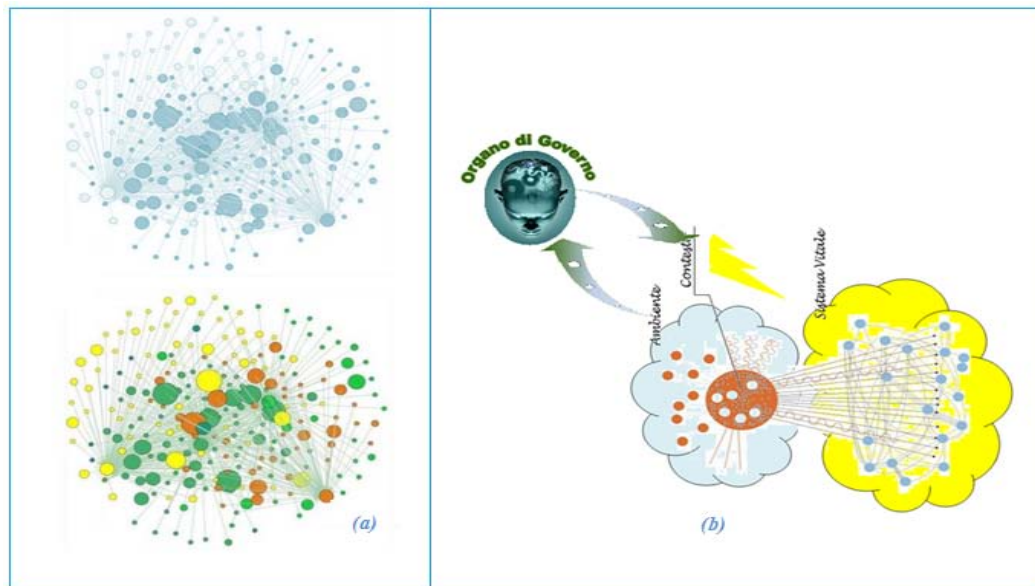 Organo di Governo
Contesto
Ambiente
Sistema Vitale
(a)
(b)